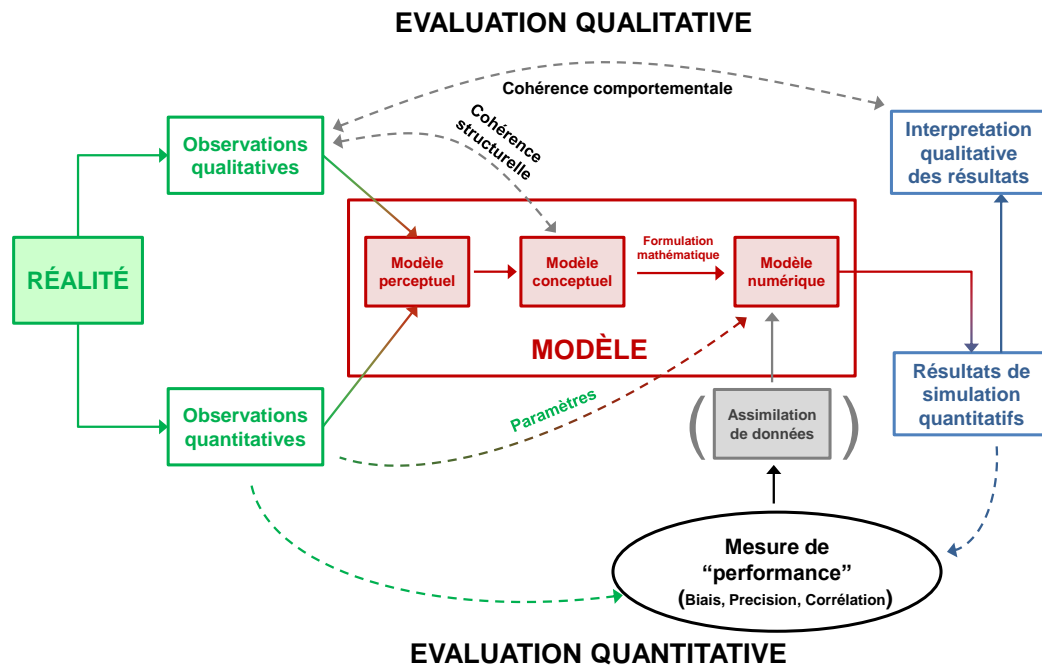 EVALUATION QUALITATIVE
Cohérence comportementale
Cohérence
structurelle
Observations
qualitatives
Interpretation
qualitative
des résultats
RÉALITÉ
Modèle
perceptuel
Modèle
conceptuel
Formulation
mathématique
Modèle
numérique
MODÈLE
Observations
quantitatives
Paramètres
( Assimilation
de données )
Résultats de
simulation
quantitatifs
Mesure de
“performance”
(Biais, Precision, Corrélation)
EVALUATION QUANTITATIVE